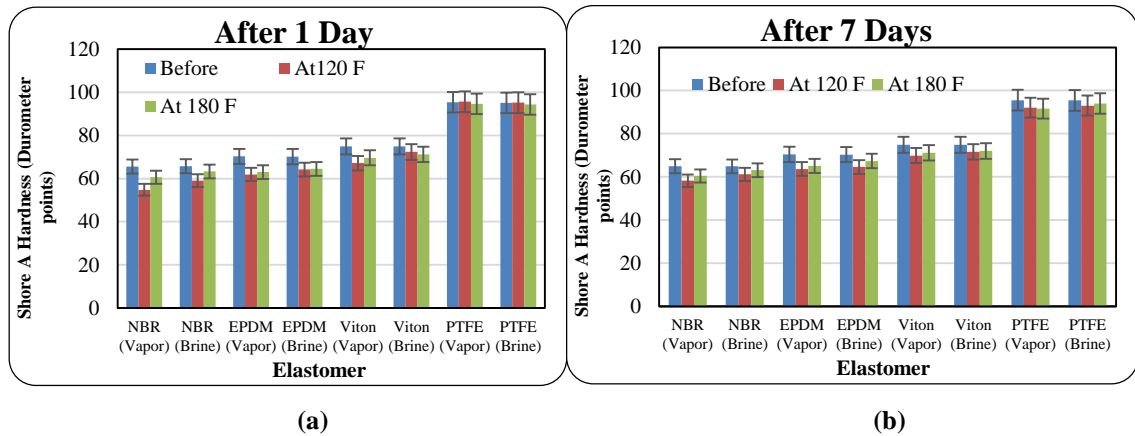 After 1 Day
Before
At120 F
At 180 F
Shore A Hardness (Durometer
points)
120
100
80
60
40
20
0
NBR
(Vapor)
NBR
(Brine)
EPDM
(Vapor)
EPDM
(Brine)
Viton
(Vapor)
Viton
(Brine)
PTFE
(Vapor)
PTFE
(Brine)
Elastomer
(a)
After 7 Days
Before
At 120 F
At 180 F
Shore A Hardness (Durometer
points)
120
100
80
60
40
20
0
NBR
(Vapor)
NBR
(Brine)
EPDM
(Vapor)
EPDM
(Brine)
Viton
(Vapor)
Viton
(Brine)
PTFE
(Vapor)
PTFE
(Brine)
Elastomer
(b)